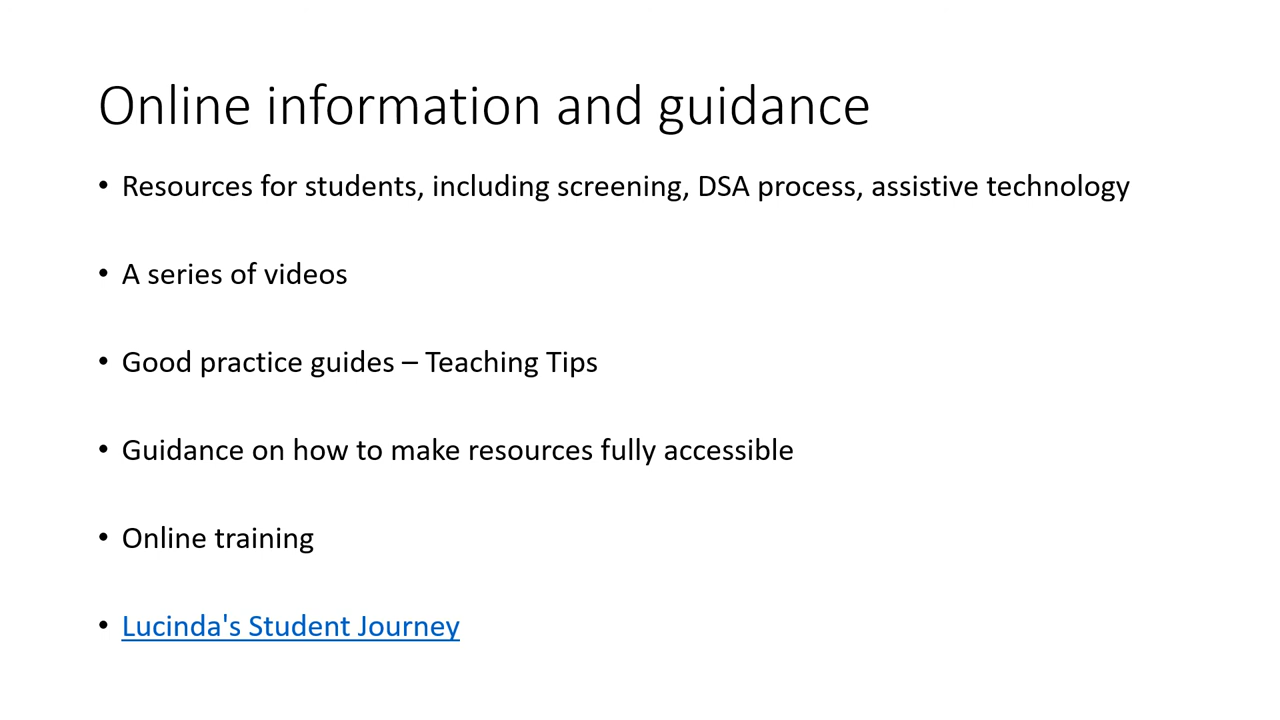 Online information and guidance
• Resources for students, including screening, DSA process, assistive technology
• A series of videos
• Good practice guides – Teaching Tips
• Guidance on how to make resources fully accessible
• Online training
• Lucinda's Student Journey